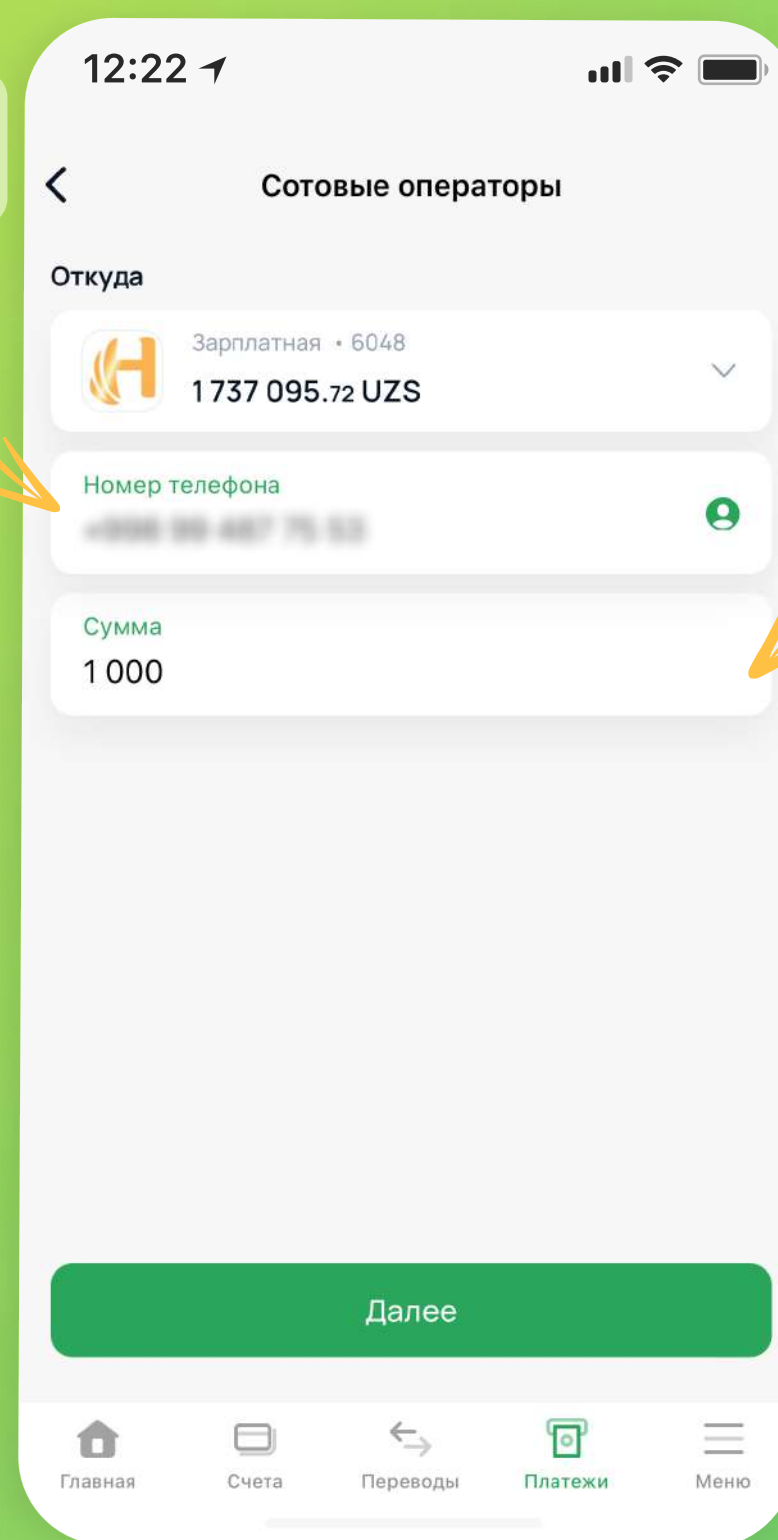 12:22
Сотовые операторы
Откуда
Зарплатная • 6048
1 737 095.72 UZS
Номер телефона
Сумма
1 000
Далее
Главная
Счета
Переводы
Платежи
Меню